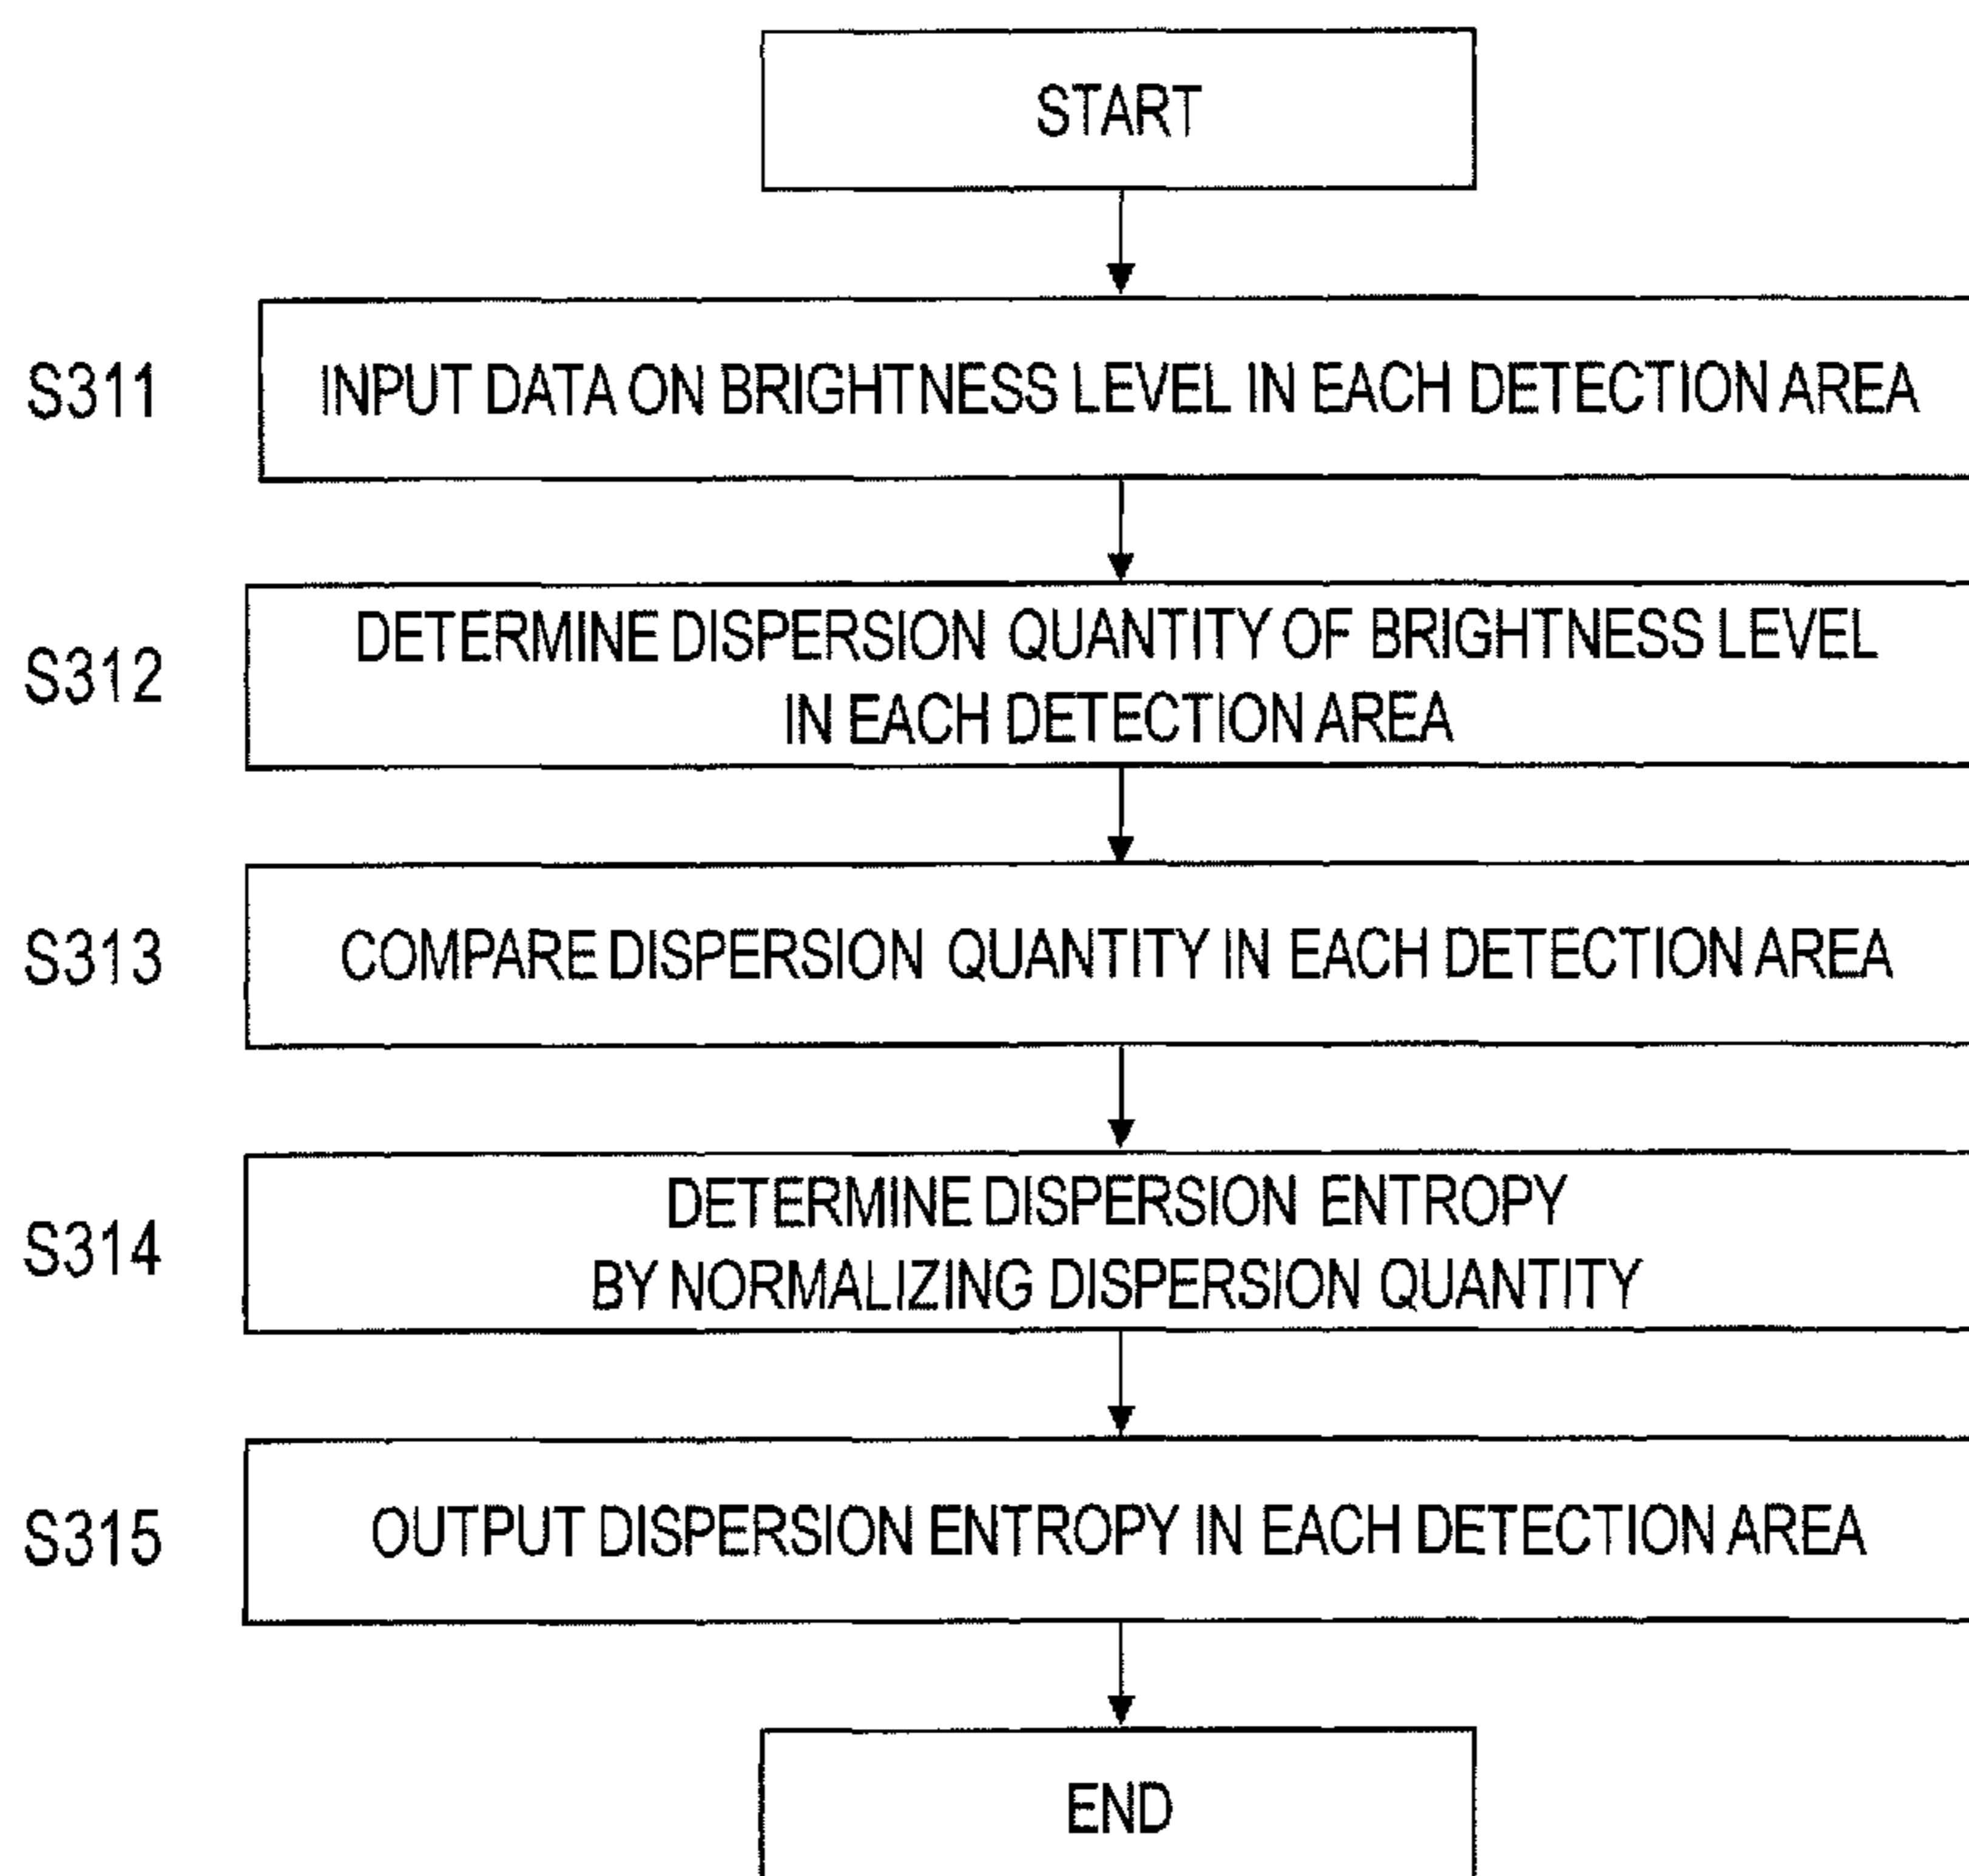 START
S311
INPUT DATA ON BRIGHTNESS LEVEL IN EACH DETECTION AREA
S312
DETERMINE DISPERSION QUANTITY OF BRIGHTNESS LEVEL
IN EACH DETECTION AREA
S313
COMPARE DISPERSION QUANTITY IN EACH DETECTION AREA
S314
DETERMINE DISPERSION ENTROPY
BY NORMALIZING DISPERSION QUANTITY
S315
OUTPUT DISPERSION ENTROPY IN EACH DETECTION AREA
END